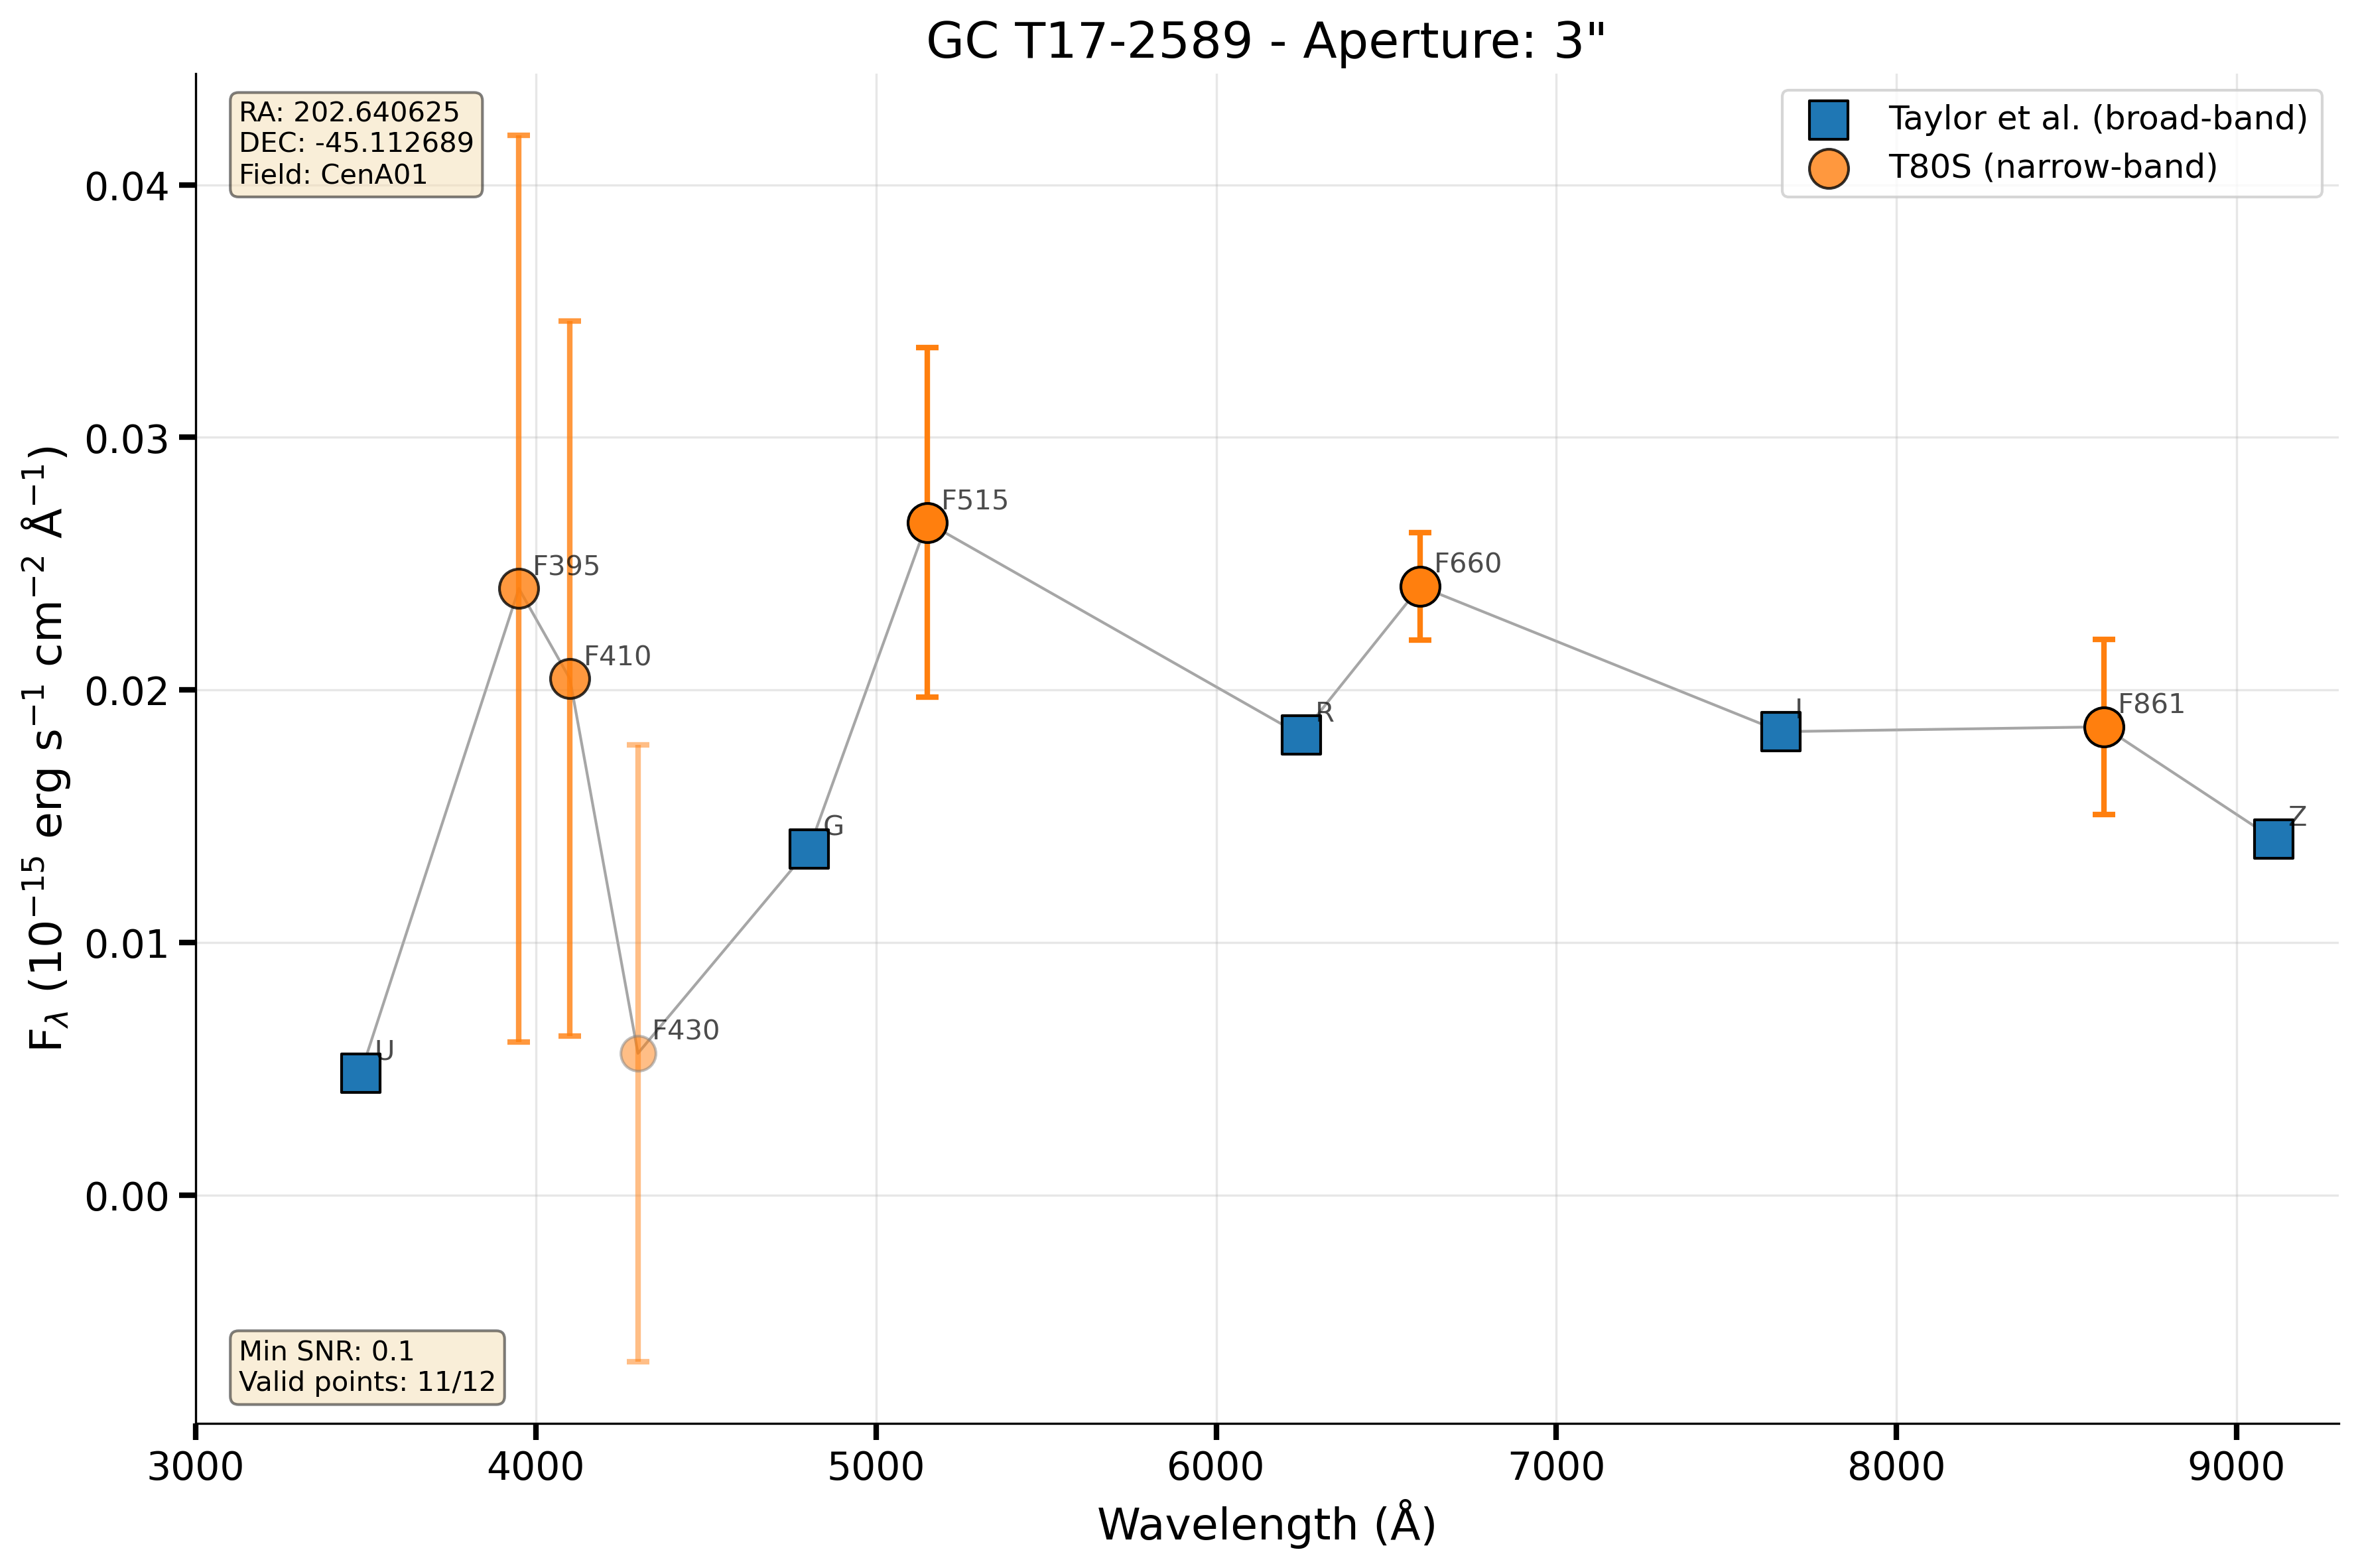 GC T17-2589 - Aperture: 3"
RA: 202.640625
DEC: -45.112689
Field: CenA01
Taylor et al. (broad-band)
T80S (narrow-band)
0.04
0.03
0.02
0.01
0.00
F_λ (10⁻¹⁵ erg s⁻¹ cm⁻² Å⁻¹)
U
F395
F410
F430
G
F515
R
F660
I
F861
Z
Min SNR: 0.1
Valid points: 11/12
3000 4000 5000 6000 7000 8000 9000
Wavelength (Å)